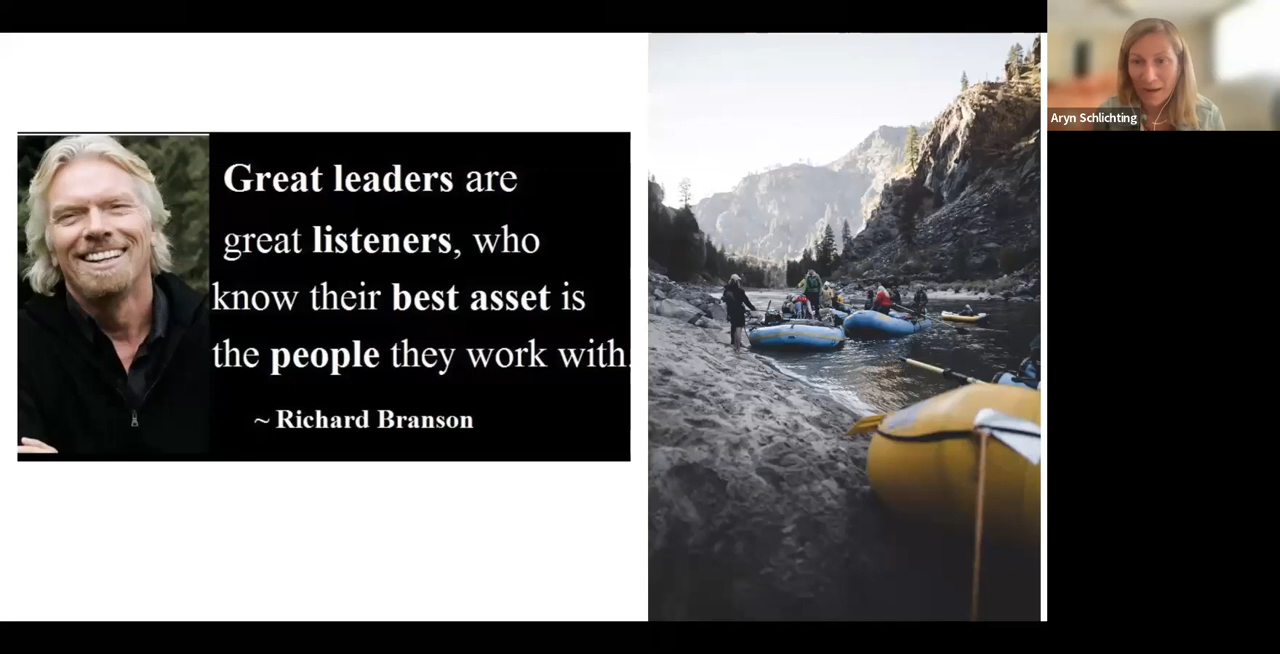 Great leaders are
great listeners, who
know their best asset is
the people they work with.
~ Richard Branson
Aryn Schlichting